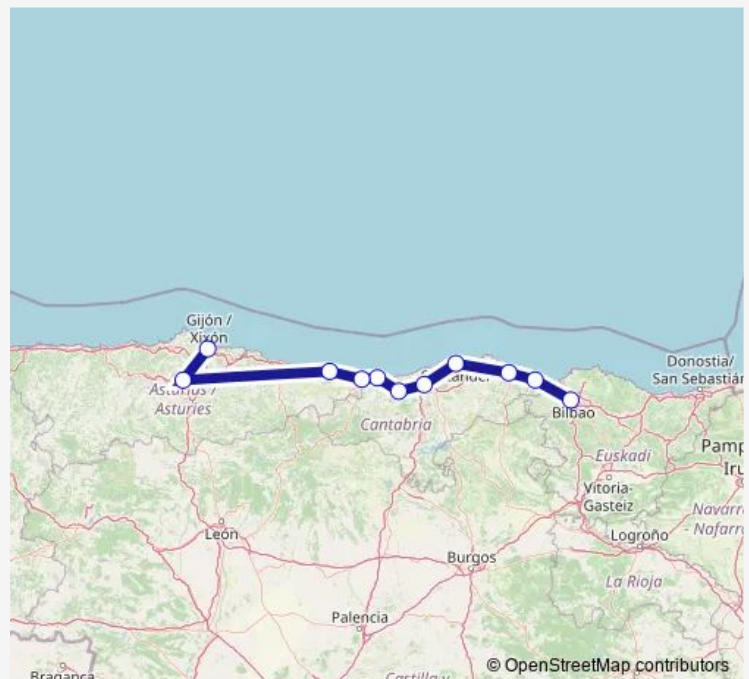 Gijón /
Xixón
Donostia/
San Sebastián
Asturias /
Asturies
Cantabria
Bilbao
Euskadi
Vitoria-
Gasteiz
Navarra
- Nafarro
León
Logroño
Burgos
La Rioja
Palencia
© OpenStreetMap contributors